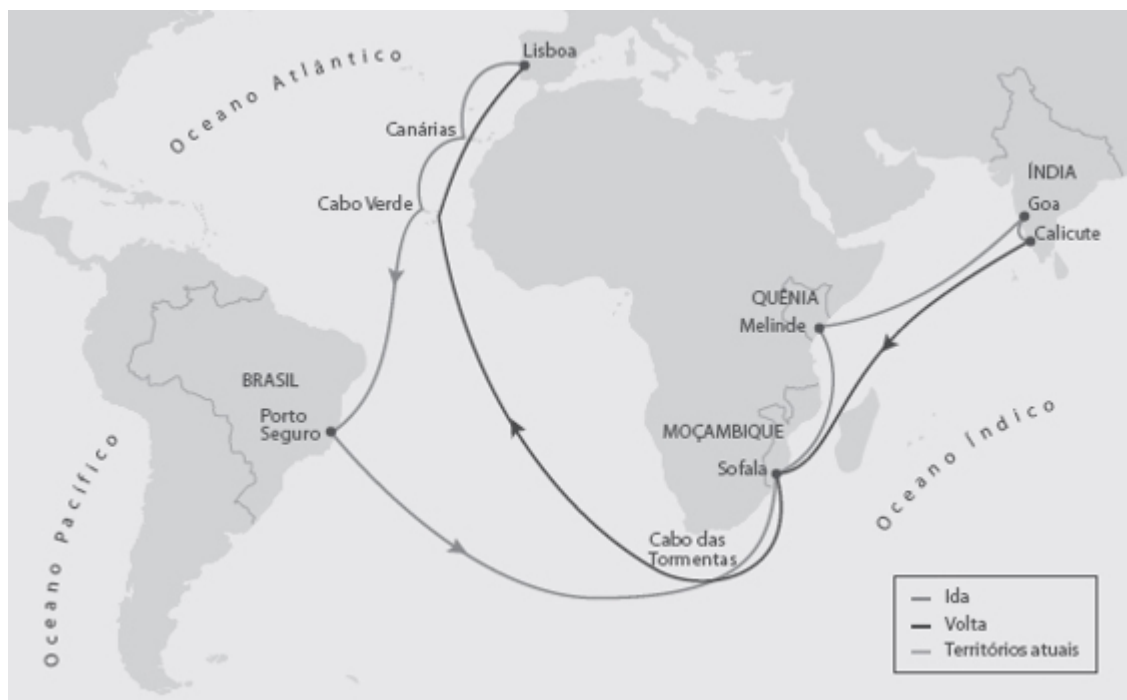 Lisboa
Oceano Atlântico
Canárias
Cabo Verde
ÍNDIA
Goa
Calicute
QUÊNIA
Melinde
BRASIL
Porto
Seguro
MOÇAMBIQUE
Sofala
Oceano Índico
Oceano Pacífico
Cabo das
Tormentas
Ida
Volta
Territórios atuais